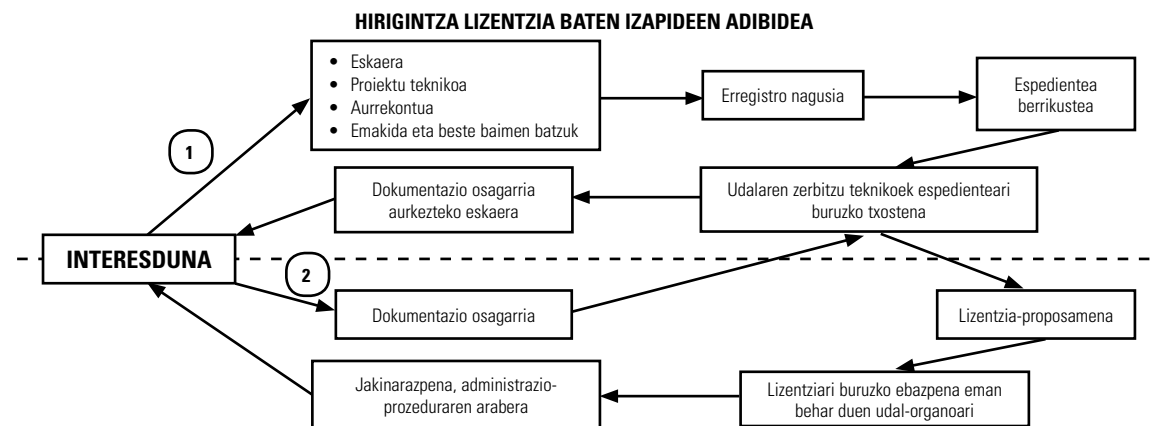 HIRIGINTZA LIZENTZIA BATEN IZAPIDEEN ADIBIDEA
• Eskaera
• Proiektu teknikoa
• Aurrekontua
• Emakida eta beste baimen batzuk
Erregistro nagusia
Espedientea
berrikustea
1
Dokumentazio osagarria
aurkezteko eskaera
Udalaren zerbitzu teknikoek espedienteari
buruzko txostena
INTERESDUNA
2
Dokumentazio osagarria
Lizentzia-proposamena
Jakinarazpena, administrazio-
prozeduraren arabera
Lizentziari buruzko ebazpena eman
behar duen udal-organoari